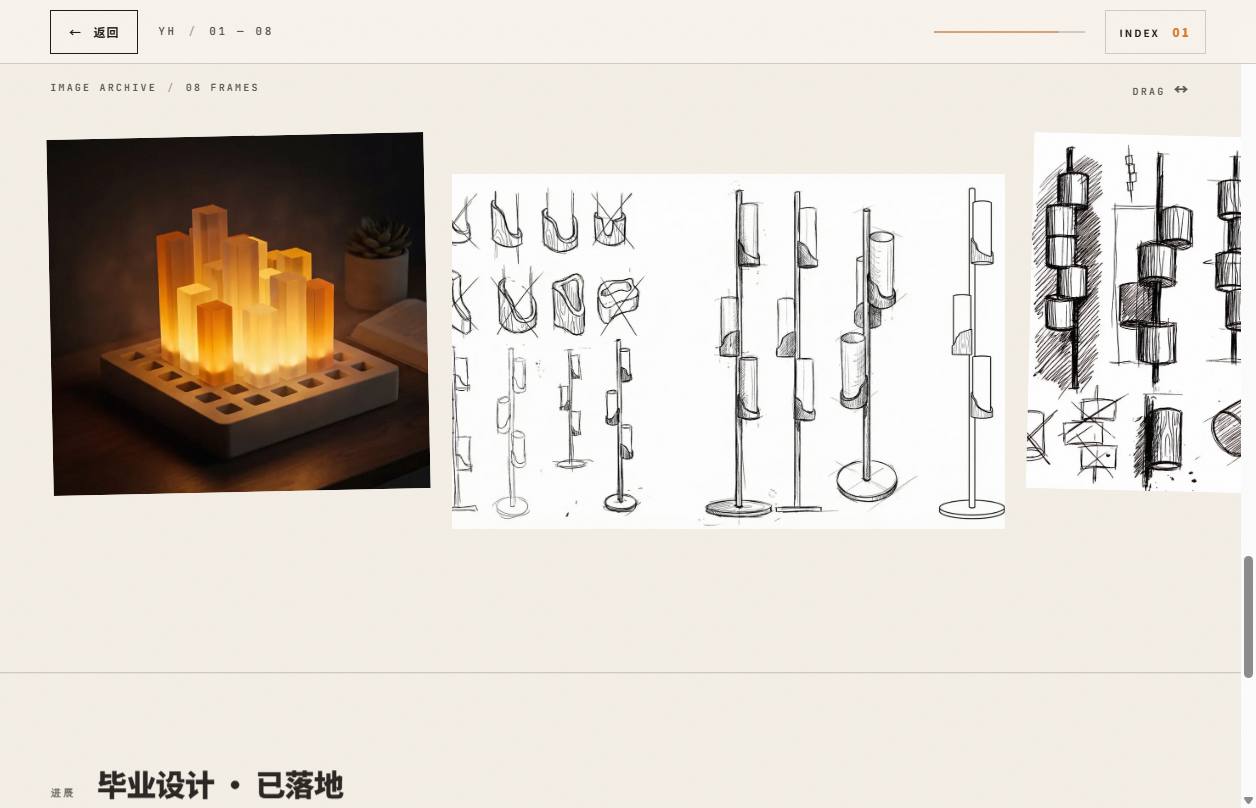 ← 返回
YH / 01 — 08
INDEX 01
IMAGE ARCHIVE / 08 FRAMES
DRAG ↔
进展
毕业设计 · 已落地